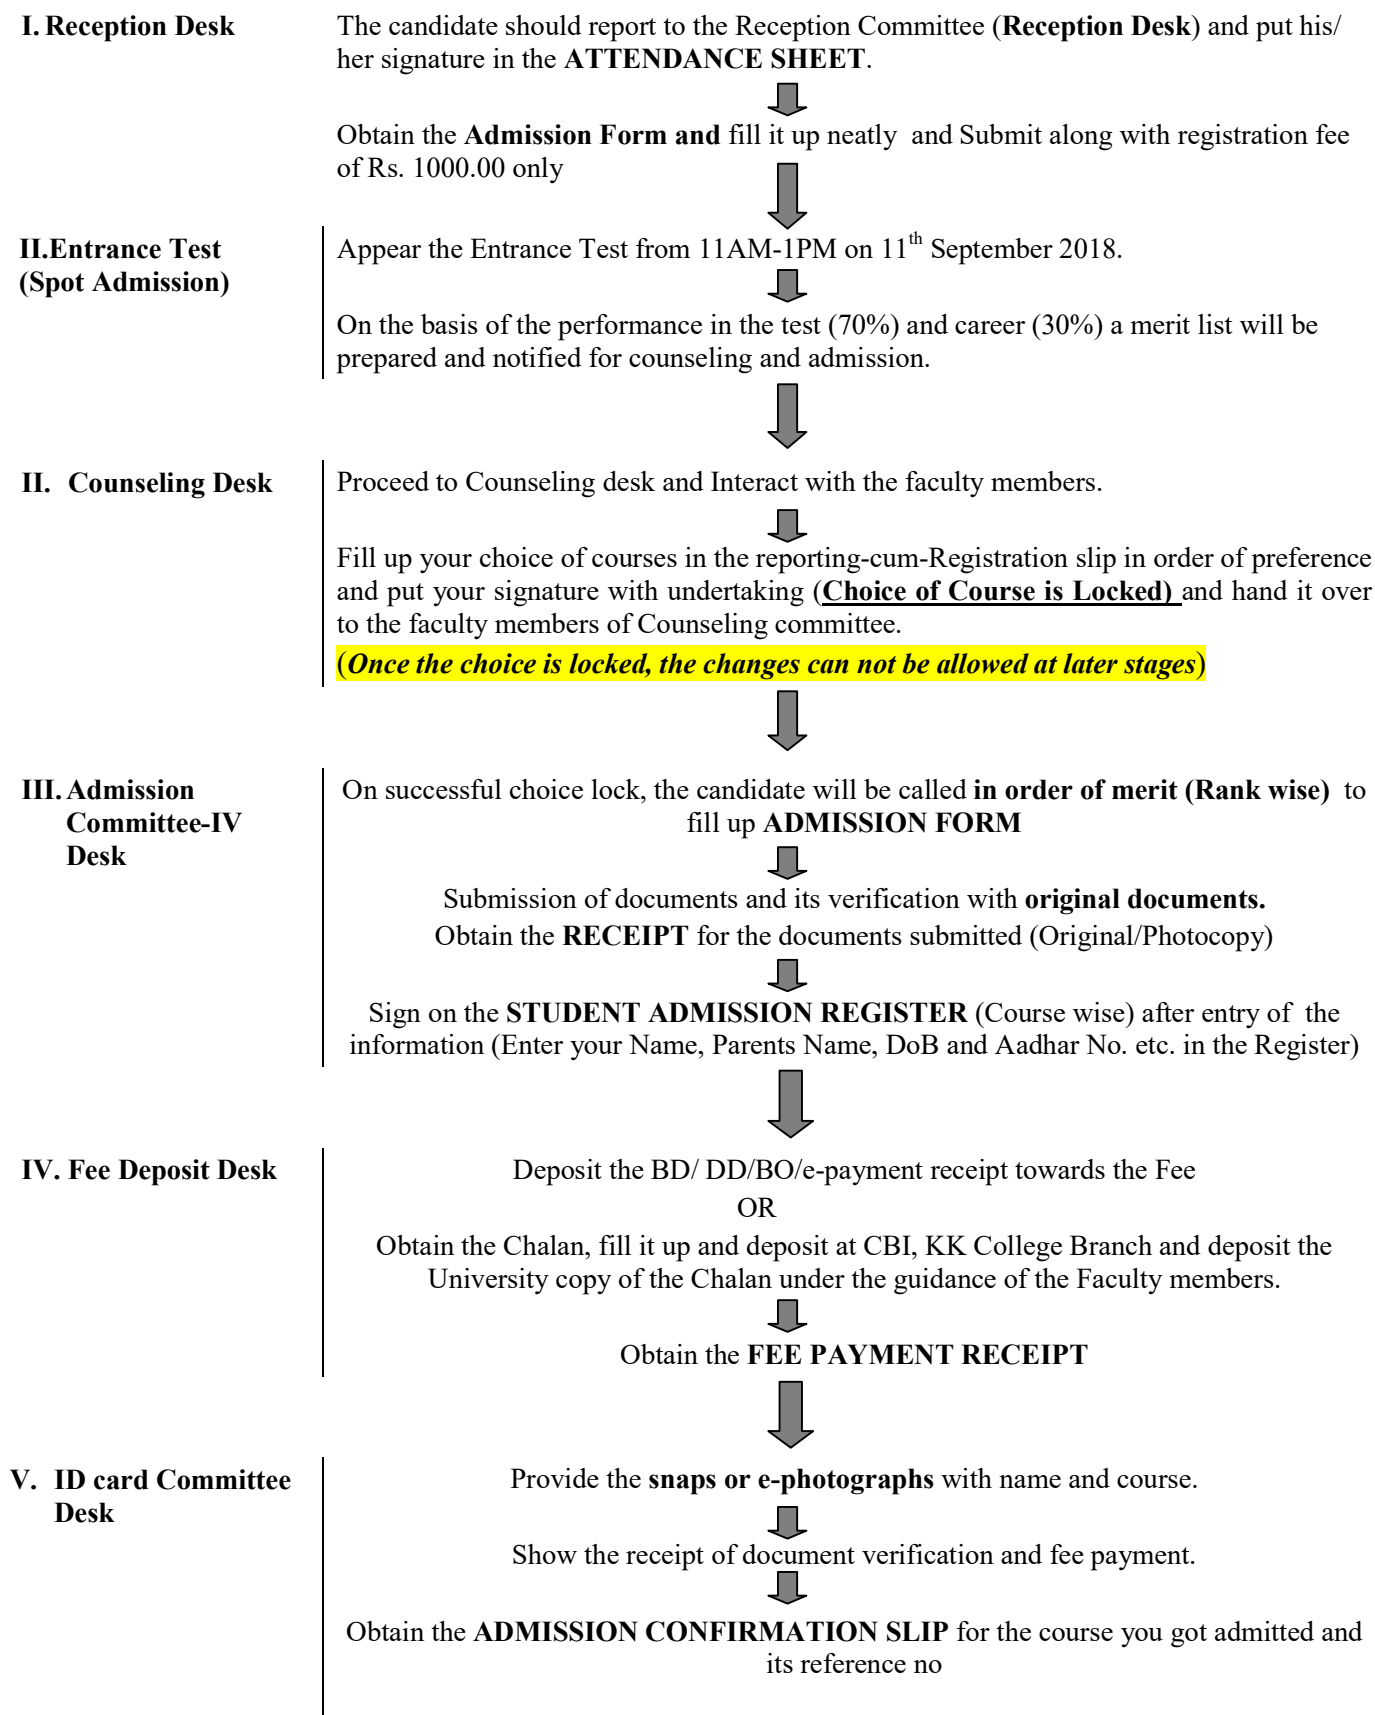 I. Reception Desk
The candidate should report to the Reception Committee (Reception Desk) and put his/
her signature in the ATTENDANCE SHEET.
Obtain the Admission Form and fill it up neatly and Submit along with registration fee
of Rs. 1000.00 only
II.Entrance Test
(Spot Admission)
Appear the Entrance Test from 11AM-1PM on 11th September 2018.
On the basis of the performance in the test (70%) and career (30%) a merit list will be
prepared and notified for counseling and admission.
II. Counseling Desk
Proceed to Counseling desk and Interact with the faculty members.
Fill up your choice of courses in the reporting-cum-Registration slip in order of preference
and put your signature with undertaking (Choice of Course is Locked) and hand it over
to the faculty members of Counseling committee.
(Once the choice is locked, the changes can not be allowed at later stages)
III. Admission
Committee-IV
Desk
On successful choice lock, the candidate will be called in order of merit (Rank wise) to
fill up ADMISSION FORM
Submission of documents and its verification with original documents.
Obtain the RECEIPT for the documents submitted (Original/Photocopy)
Sign on the STUDENT ADMISSION REGISTER (Course wise) after entry of the
information (Enter your Name, Parents Name, DoB and Aadhar No. etc. in the Register)
IV. Fee Deposit Desk
Deposit the BD/ DD/BO/e-payment receipt towards the Fee
OR
Obtain the Chalan, fill it up and deposit at CBI, KK College Branch and deposit the
University copy of the Chalan under the guidance of the Faculty members.
Obtain the FEE PAYMENT RECEIPT
V. ID card Committee
Desk
Provide the snaps or e-photographs with name and course.
Show the receipt of document verification and fee payment.
Obtain the ADMISSION CONFIRMATION SLIP for the course you got admitted and
its reference no